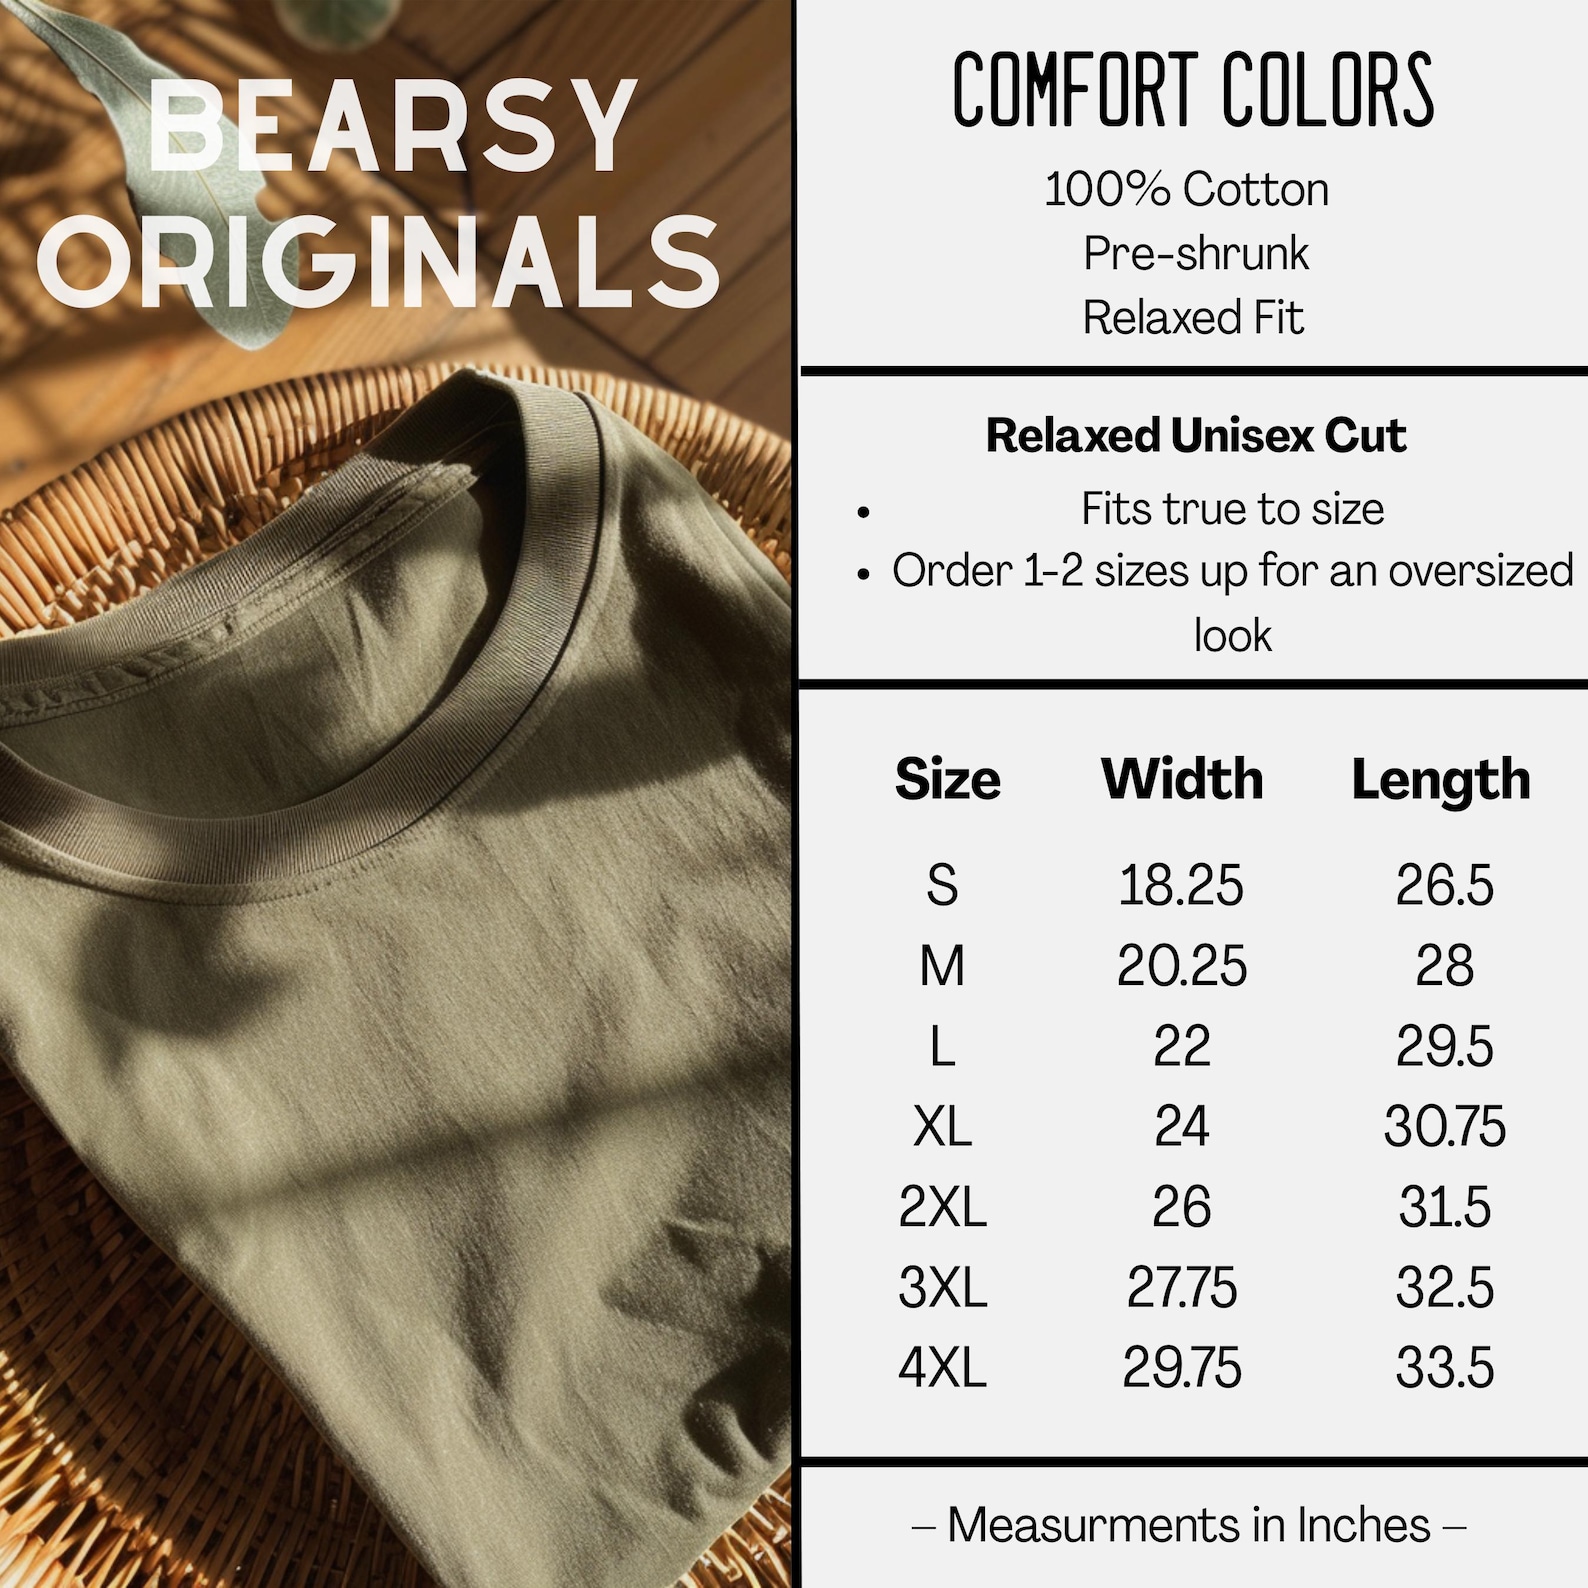 BEARSY
ORIGINALS
COMFORT COLORS
100% Cotton
Pre-shrunk
Relaxed Fit
Relaxed Unisex Cut
• Fits true to size
• Order 1-2 sizes up for an oversized
look
Size Width Length
S 18.25 26.5
M 20.25 28
L 22 29.5
XL 24 30.75
2XL 26 31.5
3XL 27.75 32.5
4XL 29.75 33.5
– Measurments in Inches –